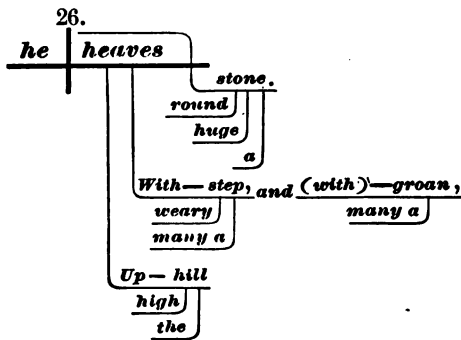 26.
he heaves
stone.
round
huge
a
With—step, and (with)—groan,
weary many a
many a
Up—hill
high
the